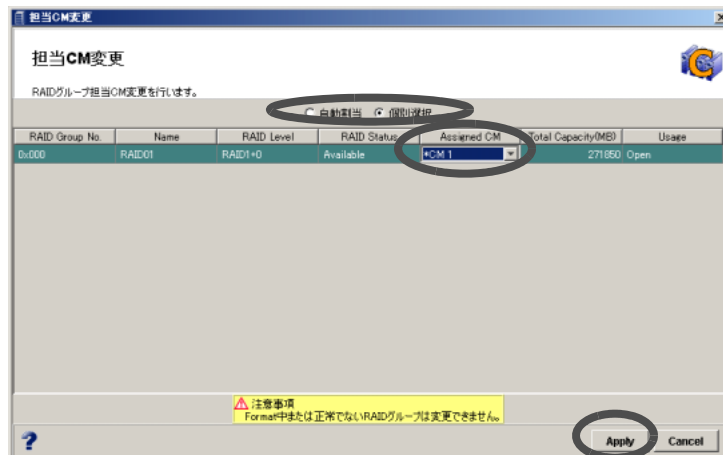 担当CM変更
担当CM変更
RAIDグループ担当CM変更を行います。
自動割当 個別選択
RAID Group No. Name RAID Level RAID Status Assigned CM Total Capacity(MB) Usage
0x000 RAID01 RAID1+0 Available *CM 1 271850 Open
注意事項
Format中または正常でないRAIDグループは変更できません。
? Apply Cancel